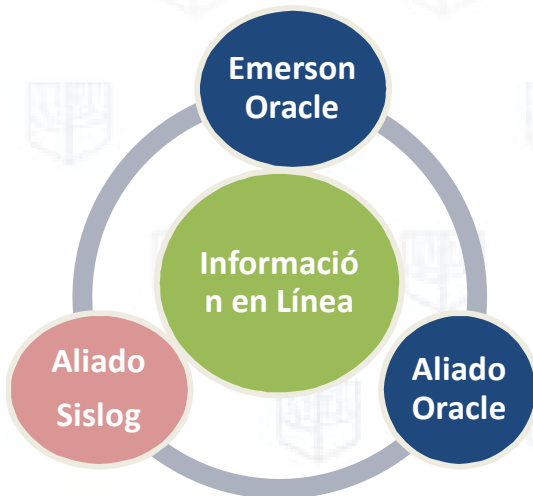 Emerson
Oracle
Informació
n en Línea
Aliado
Sislog
Aliado
Oracle